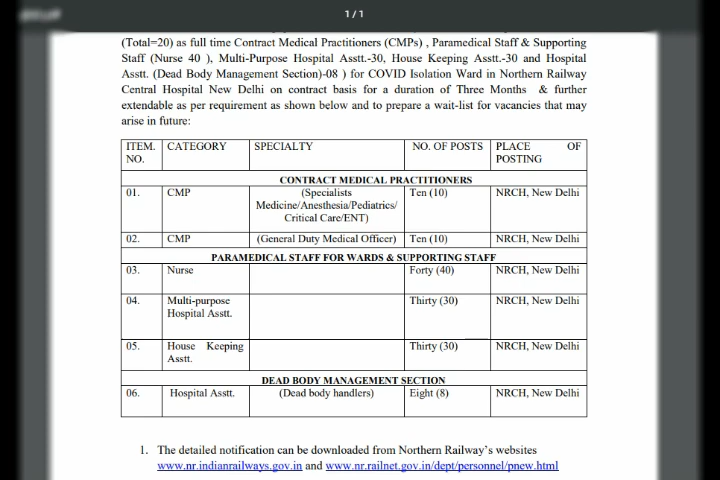 1 / 1
(Total=20) as full time Contract Medical Practitioners (CMPs) , Paramedical Staff & Supporting
Staff (Nurse 40 ), Multi-purpose Hospital Asstt.-30, House Keeping Asstt.-30 and Hospital
Asstt. (Dead Body Management Section)-08 ) for COVID Isolation Ward in Northern Railway
Central Hospital New Delhi on contract basis for a duration of Three Months & further
extendable as per requirement as shown below and to prepare a wait-list for vacancies that may
arise in future:
ITEM. NO. CATEGORY SPECIALTY NO. OF POSTS PLACE OF POSTING
CONTRACT MEDICAL PRACTITIONERS
01. CMP (Specialists Medicine/Anesthesia/Pediatrics/ Critical Care/ENT) Ten (10) NRCH, New Delhi
02. CMP (General Duty Medical Officer) Ten (10) NRCH, New Delhi
PARAMEDICAL STAFF FOR WARDS & SUPPORTING STAFF
03. Nurse Forty (40) NRCH, New Delhi
04. Multi-purpose Hospital Asstt. Thirty (30) NRCH, New Delhi
05. House Keeping Asstt. Thirty (30) NRCH, New Delhi
DEAD BODY MANAGEMENT SECTION
06. Hospital Asstt. (Dead body handlers) Eight (8) NRCH, New Delhi
1. The detailed notification can be downloaded from Northern Railway's websites
www.nr.indianrailways.gov.in and www.nr.railnet.gov.in/dept/personnel/pnew.html